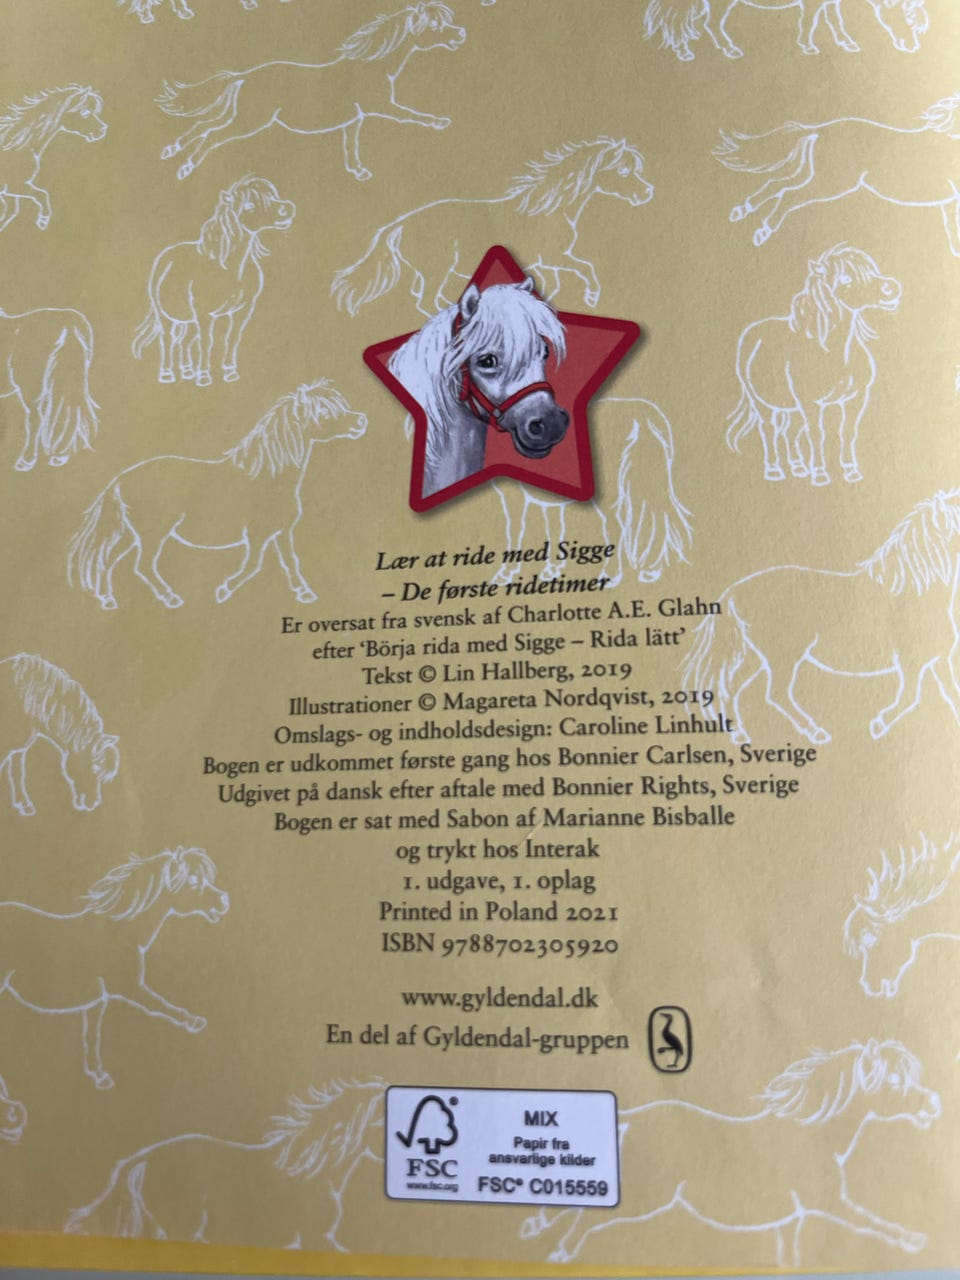 Lær at ride med Sigge
– De første ridetimer
Er oversat fra svensk af Charlotte A.E. Glahn
efter ‘Börja rida med Sigge – Rida lätt’
Tekst © Lin Hallberg, 2019
Illustrationer © Magareta Nordqvist, 2019
Omslags- og indholdsdesign: Caroline Linhult
Bogen er udkommet første gang hos Bonnier Carlsen, Sverige
Udgivet på dansk efter aftale med Bonnier Rights, Sverige
Bogen er sat med Sabon af Marianne Bisballe
og trykt hos Interak
1. udgave, 1. oplag
Printed in Poland 2021
ISBN 9788702305920
www.gyldendal.dk
En del af Gyldendal-gruppen
FSC
www.fsc.org
MIX
Papir fra
ansvarlige kilder
FSC® C015559